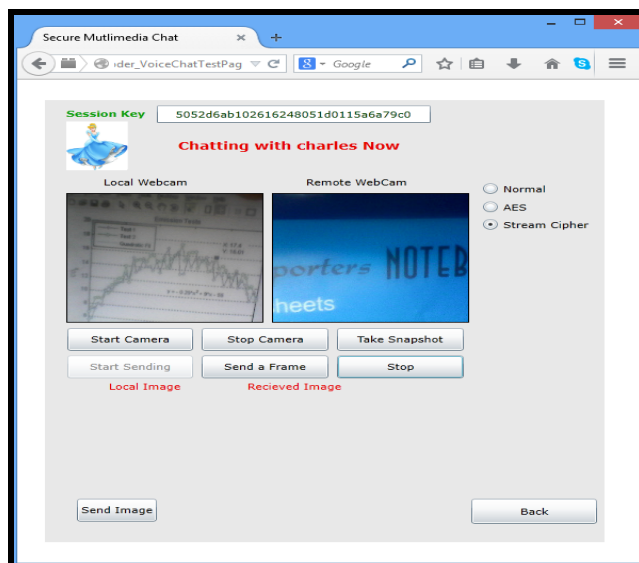 Secure Mutlimedia Chat
ıder_VoiceChatTestPag
Google
Session Key 5052d6ab102616248051d0115a6a79c0
Chatting with charles Now
Local Webcam Remote WebCam
Normal
AES
Stream Cipher
porters NOTEB
heets
Start Camera Stop Camera Take Snapshot
Start Sending Send a Frame Stop
Local Image Recieved Image
Send Image Back